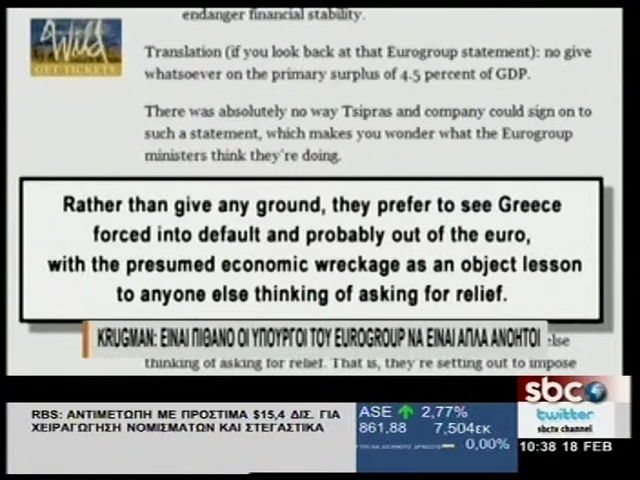 endanger financial stability.
Wild
GET TICKETS
Translation (if you look back at that Eurogroup statement): no give
whatsoever on the primary surplus of 4.5 percent of GDP.
There was absolutely no way Tsipras and company could sign on to
such a statement, which makes you wonder what the Eurogroup
ministers think they're doing.
Rather than give any ground, they prefer to see Greece
forced into default and probably out of the euro,
with the presumed economic wreckage as an object lesson
to anyone else thinking of asking for relief.
KRUGMAN: ΕΙΝΑΙ ΠΙΘΑΝΟ ΟΙ ΥΠΟΥΡΓΟΙ ΤΟΥ EUROGROUP ΝΑ ΕΙΝΑΙ ΑΠΛΑ ΑΝΟΗΤΟΙ
else
thinking of asking for relief. That is, they're setting out to impose
sbc
twitter
sbctv channel
10:38 18 FEB
RBS: ΑΝΤΙΜΕΤΩΠΗ ΜΕ ΠΡΟΣΤΙΜΑ $15,4 ΔΙΣ. ΓΙΑ
ΧΕΙΡΑΓΩΓΗΣΗ ΝΟΜΙΣΜΑΤΩΝ ΚΑΙ ΣΤΕΓΑΣΤΙΚΑ
ASE 2,77%
861,88 7,504εκ
0,00%